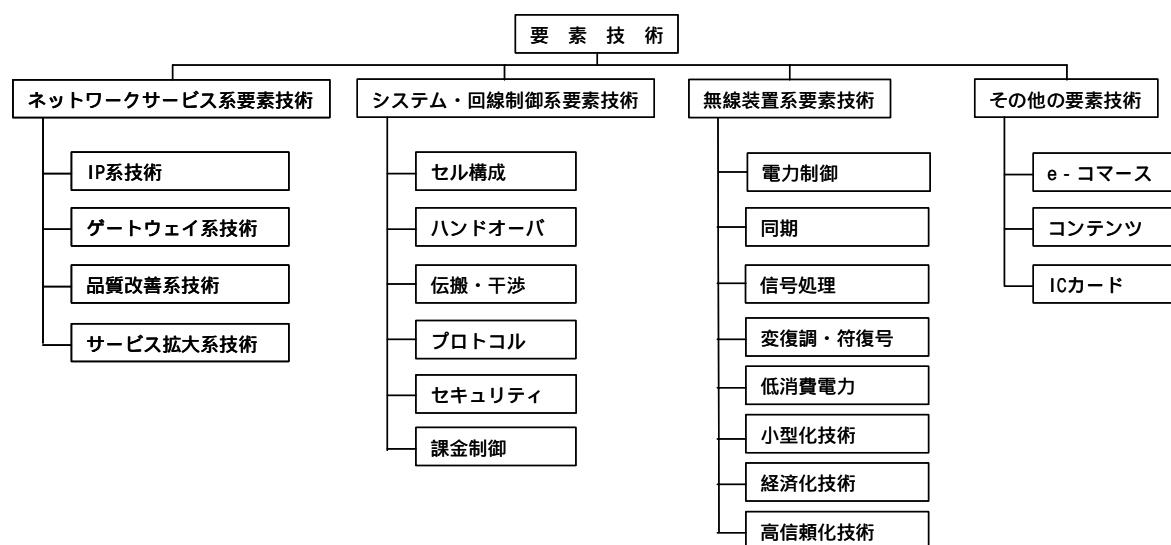 要 素 技 術
ネットワークサービス系要素技術
IP系技術
ゲートウェイ系技術
品質改善系技術
サービス拡大系技術
システム・回線制御系要素技術
セル構成
ハンドオーバ
伝搬・干渉
プロトコル
セキュリティ
課金制御
無線装置系要素技術
電力制御
同期
信号処理
変復調・符復号
低消費電力
小型化技術
経済化技術
高信頼化技術
その他の要素技術
e - コマース
コンテンツ
ICカード